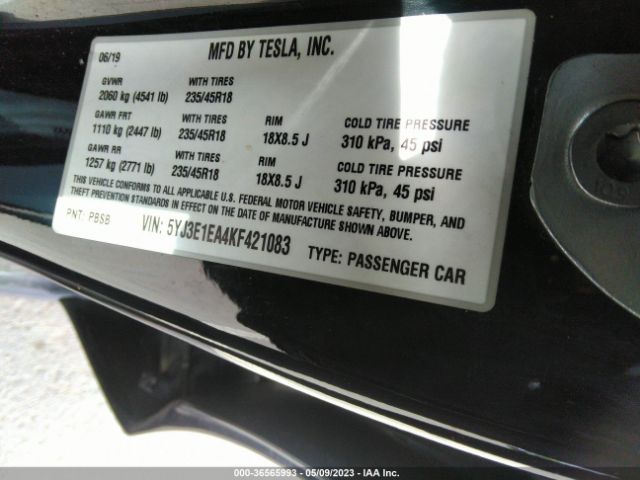 06/19 MFD BY TESLA, INC.
GVWR WITH TIRES
2060 kg (4541 lb) 235/45R18
GAWR FRT WITH TIRES RIM COLD TIRE PRESSURE
1110 kg (2447 lb) 235/45R18 18X8.5 J 310 kPa, 45 psi
GAWR RR WITH TIRES RIM COLD TIRE PRESSURE
1257 kg (2771 lb) 235/45R18 18X8.5 J 310 kPa, 45 psi
THIS VEHICLE CONFORMS TO ALL APPLICABLE U.S. FEDERAL MOTOR VEHICLE SAFETY, BUMPER, AND
THEFT PREVENTION STANDARDS IN EFFECT ON THE DATE OF MANUFACTURE SHOWN ABOVE.
PNT: PBSB VIN: 5YJ3E1EA4KF421083 TYPE: PASSENGER CAR
10.9
000-36565993 - 05/09/2023 - IAA Inc.